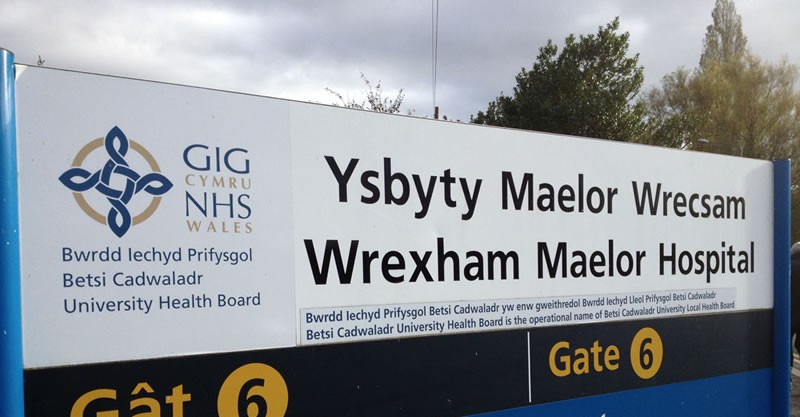 GIG
CYMRU
NHS
WALES
Bwrdd Iechyd Prifysgol
Betsi Cadwaladr
University Health Board
Ysbyty Maelor Wrecsam
Wrexham Maelor Hospital
Bwrdd Iechyd Prifysgol Betsi Cadwaladr yw enw gweithredol Bwrdd Iechyd Lleol Prifysgol Betsi Cadwaladr
Betsi Cadwaladr University Health Board is the operational name of Betsi Cadwaladr University Local Health Board
Gât 6
Gate 6